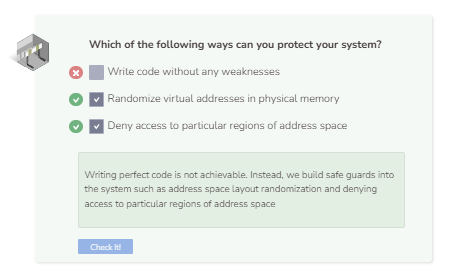 Which of the following ways can you protect your system?
Write code without any weaknesses
Randomize virtual addresses in physical memory
Deny access to particular regions of address space
Writing perfect code is not achievable. Instead, we build safe guards into
the system such as address space layout randomization and denying
access to particular regions of address space
Check It!